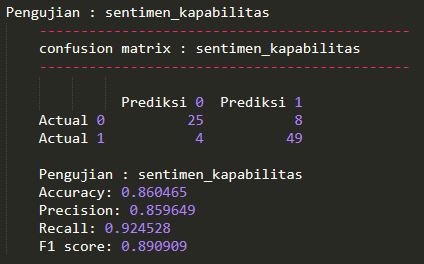 Pengujian : sentimen_kapabilitas
---------------------------------------------
confusion matrix : sentimen_kapabilitas
---------------------------------------------
Prediksi 0 Prediksi 1
Actual 0 25 8
Actual 1 4 49
Pengujian : sentimen_kapabilitas
Accuracy: 0.860465
Precision: 0.859649
Recall: 0.924528
F1 score: 0.890909